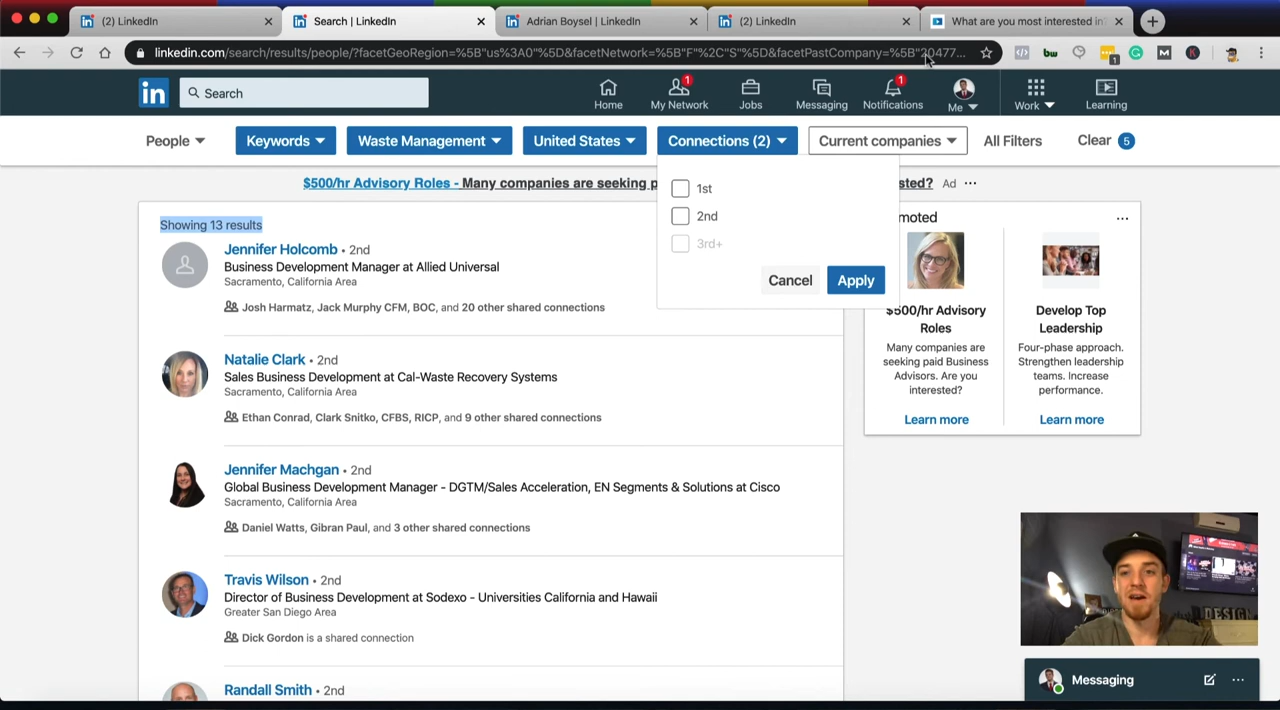 (2) LinkedIn
Search | LinkedIn
Adrian Boysel | LinkedIn
(2) LinkedIn
What are you most interested in
linkedin.com/search/results/people/?facetGeoRegion=%5B"us%3A0"%5D&facetNetwork=%5B"F"%2C"S"%5D&facetPastCompany=%5B"20477...
bw
1
M
K
in
Search
Home
1
My Network
Jobs
Messaging
1
Notifications
Me
Work
Learning
People
Keywords
Waste Management
United States
Connections (2)
Current companies
All Filters
Clear 5
$500/hr Advisory Roles - Many companies are seeking p
sted? Ad ...
1st
2nd
3rd+
Cancel
Apply
Showing 13 results
Jennifer Holcomb • 2nd
Business Development Manager at Allied Universal
Sacramento, California Area
Josh Harmatz, Jack Murphy CFM, BOC, and 20 other shared connections
Natalie Clark • 2nd
Sales Business Development at Cal-Waste Recovery Systems
Sacramento, California Area
Ethan Conrad, Clark Snitko, CFBS, RICP, and 9 other shared connections
Jennifer Machgan • 2nd
Global Business Development Manager - DGTM/Sales Acceleration, EN Segments & Solutions at Cisco
Sacramento, California Area
Daniel Watts, Gibran Paul, and 3 other shared connections
Travis Wilson • 2nd
Director of Business Development at Sodexo - Universities California and Hawaii
Greater San Diego Area
Dick Gordon is a shared connection
Randall Smith • 2nd
moted
...
$500/hr Advisory
Roles
Many companies are
seeking paid Business
Advisors. Are you
interested?
Learn more
Develop Top
Leadership
Four-phase approach.
Strengthen leadership
teams. Increase
performance.
Learn more
DESIGN
Messaging
...